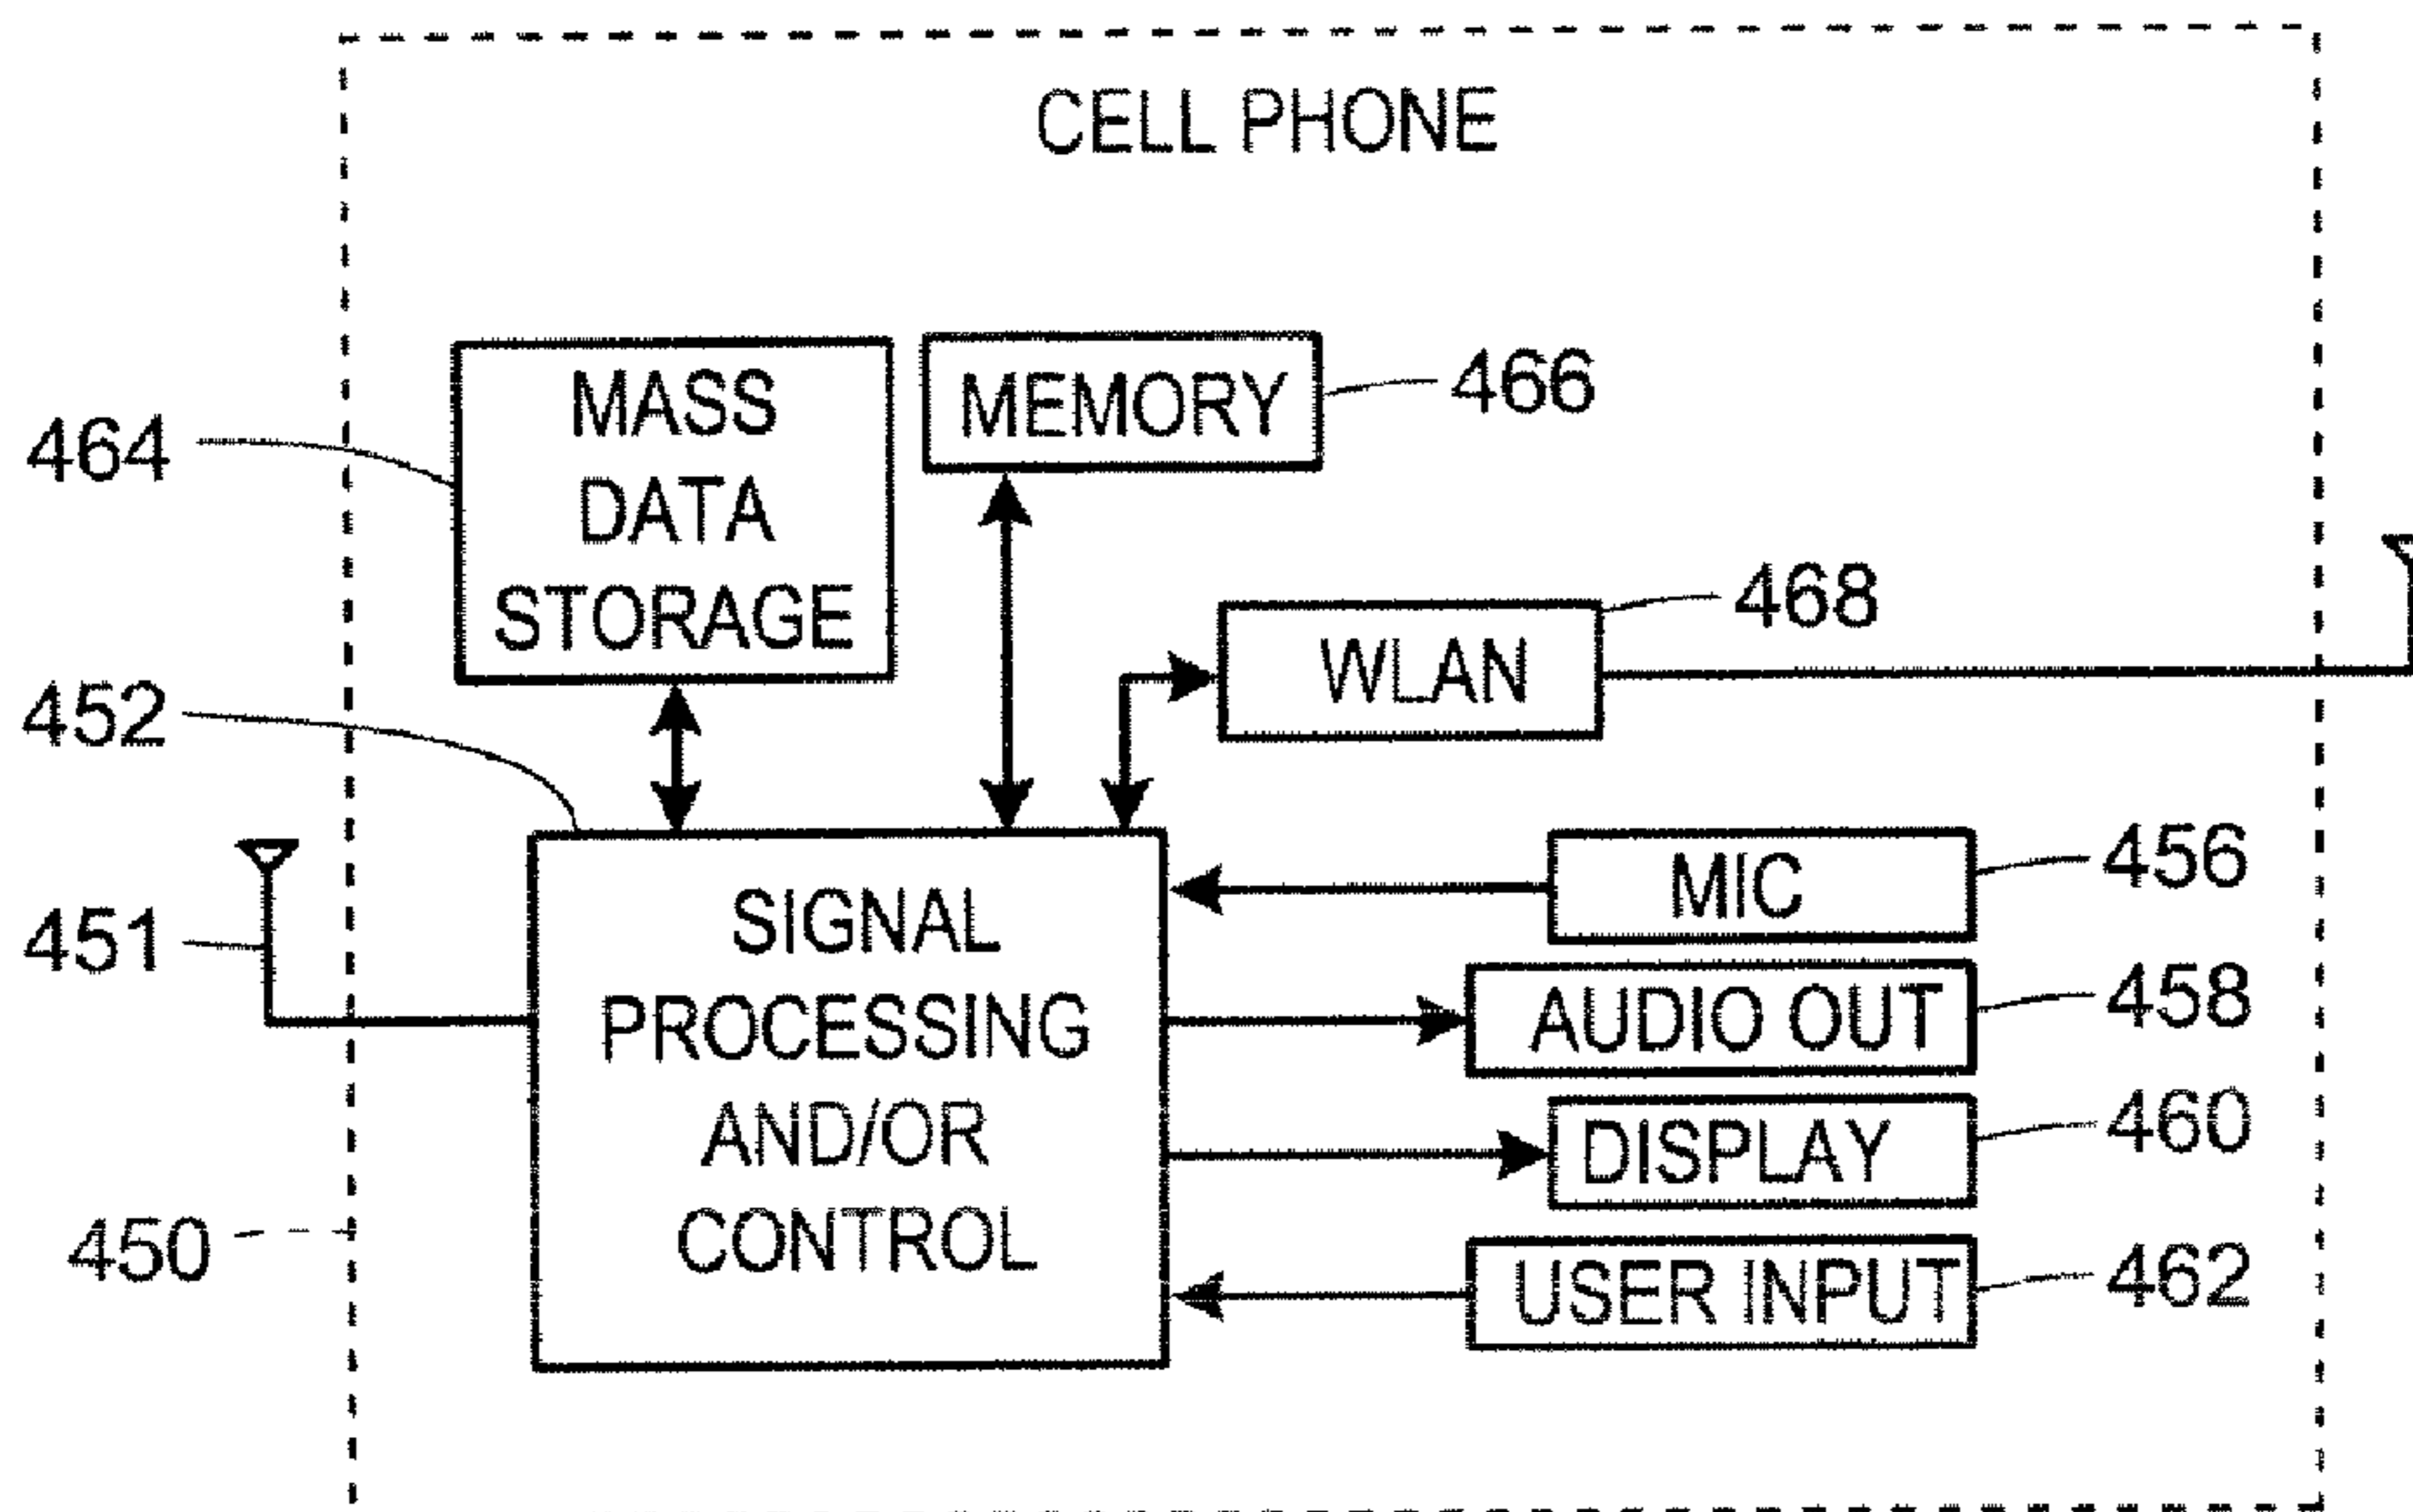 CELL PHONE
MASS
DATA
STORAGE
MEMORY
466
464
WLAN
468
452
SIGNAL
PROCESSING
AND/OR
CONTROL
451
450
MIC
456
AUDIO OUT
458
DISPLAY
460
USER INPUT
462